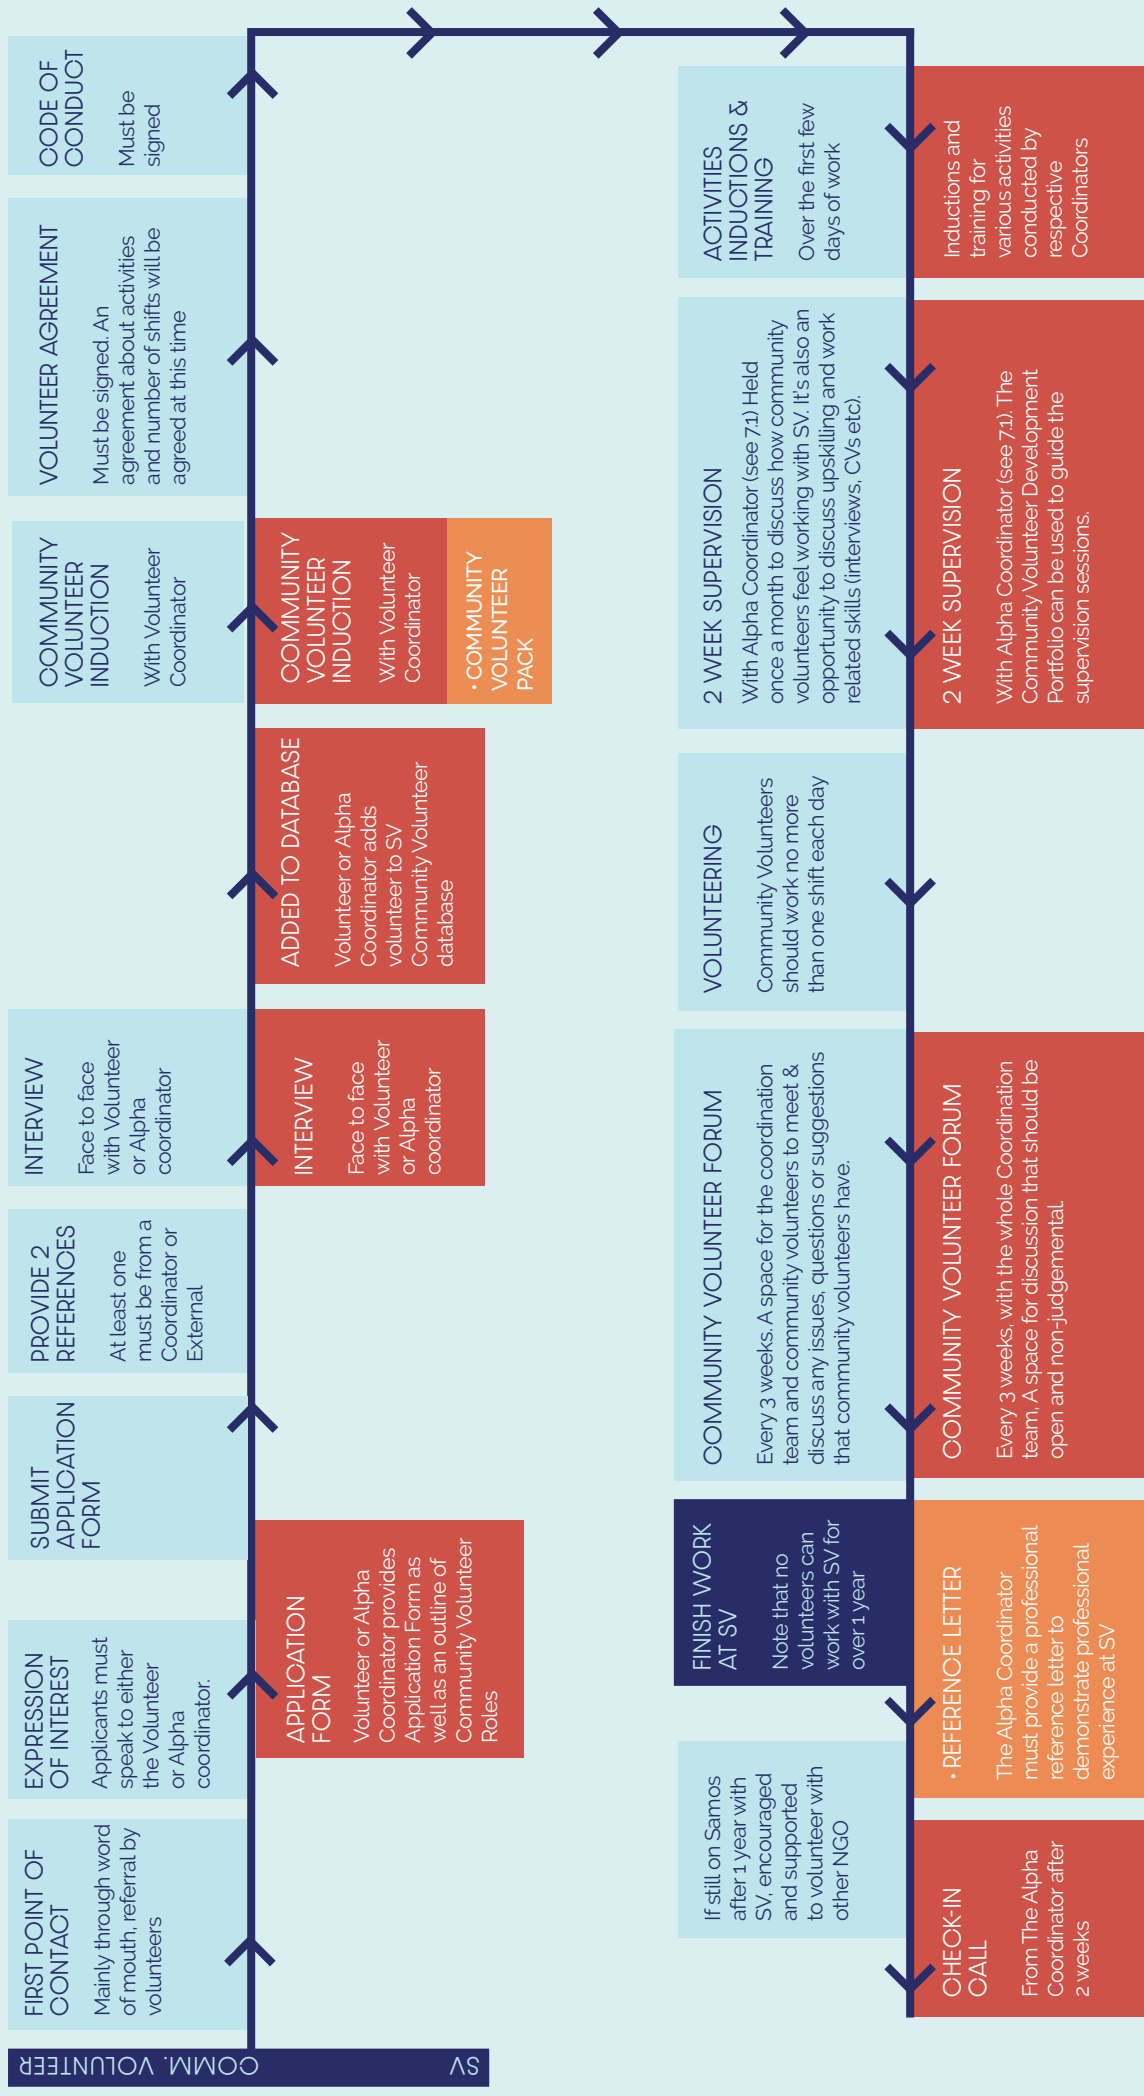 COMM. VOLUNTEER
SV
FIRST POINT OF
CONTACT
Mainly through word
of mouth, referral by
volunteers
EXPRESSION
OF INTEREST
Applicants must
speak to either
the Volunteer
or Alpha
coordinator.
APPLICATION
FORM
Volunteer or Alpha
Coordinator provides
Application Form as
well as an outline of
Community Volunteer
Roles
SUBMIT
APPLICATION
FORM
PROVIDE 2
REFERENCES
At least one
must be from a
Coordinator or
External
INTERVIEW
Face to face
with Volunteer
or Alpha
coordinator
INTERVIEW
Face to face
with Volunteer
or Alpha
coordinator
ADDED TO DATABASE
Volunteer or Alpha
Coordinator adds
volunteer to SV
Community Volunteer
database
COMMUNITY
VOLUNTEER
INDUCTION
With Volunteer
Coordinator
COMMUNITY
VOLUNTEER
INDUCTION
With Volunteer
Coordinator
• COMMUNITY
VOLUNTEER
PACK
VOLUNTEER AGREEMENT
Must be signed. An
agreement about activities
and number of shifts will be
agreed at this time
CODE OF
CONDUCT
Must be
signed
ACTIVITIES
INDUCTIONS &
TRAINING
Over the first few
days of work
Inductions and
training for
various activities
conducted by
respective
Coordinators
2 WEEK SUPERVISION
With Alpha Coordinator (see 7.1) Held
once a month to discuss how community
volunteers feel working with SV. It's also an
opportunity to discuss upskilling and work
related skills (interviews, CVs etc).
2 WEEK SUPERVISION
With Alpha Coordinator (see 7.1). The
Community Volunteer Development
Portfolio can be used to guide the
supervision sessions.
VOLUNTEERING
Community Volunteers
should work no more
than one shift each day
COMMUNITY VOLUNTEER FORUM
Every 3 weeks. A space for the coordination
team and community volunteers to meet &
discuss any issues, questions or suggestions
that community volunteers have.
COMMUNITY VOLUNTEER FORUM
Every 3 weeks, with the whole Coordination
team, A space for discussion that should be
open and non-judgemental.
FINISH WORK
AT SV
Note that no
volunteers can
work with SV for
over 1 year
• REFERENCE LETTER
The Alpha Coordinator
must provide a professional
reference letter to
demonstrate professional
experience at SV
If still on Samos
after 1 year with
SV, encouraged
and supported
to volunteer with
other NGO
CHECK-IN
CALL
From The Alpha
Coordinator after
2 weeks